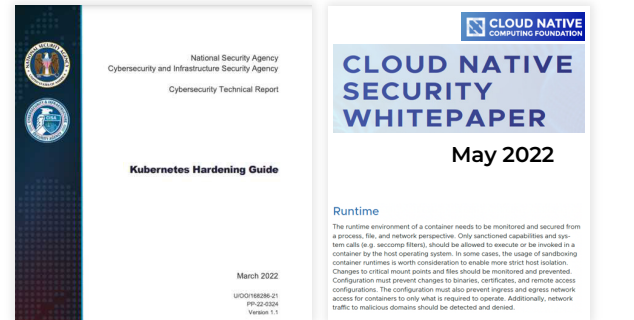 National Security Agency
Cybersecurity and Infrastructure Security Agency
Cybersecurity Technical Report
Kubernetes Hardening Guide
March 2022
U/OO/168286-21
PP-22-0324
Version 1.1
CLOUD NATIVE
COMPUTING FOUNDATION
CLOUD NATIVE
SECURITY
WHITEPAPER
May 2022
Runtime
The runtime environment of a container needs to be monitored and secured from
a process, file, and network perspective. Only sanctioned capabilities and sys-
tem calls (e.g. seccomp filters), should be allowed to execute or be invoked in a
container by the host operating system. In some cases, the usage of sandboxing
container runtimes is worth consideration to enable more strict host isolation.
Changes to critical mount points and files should be monitored and prevented.
Configuration must prevent changes to binaries, certificates, and remote access
configurations. The configuration must also prevent ingress and egress network
access for containers to only what is required to operate. Additionally, network
traffic to malicious domains should be detected and denied.